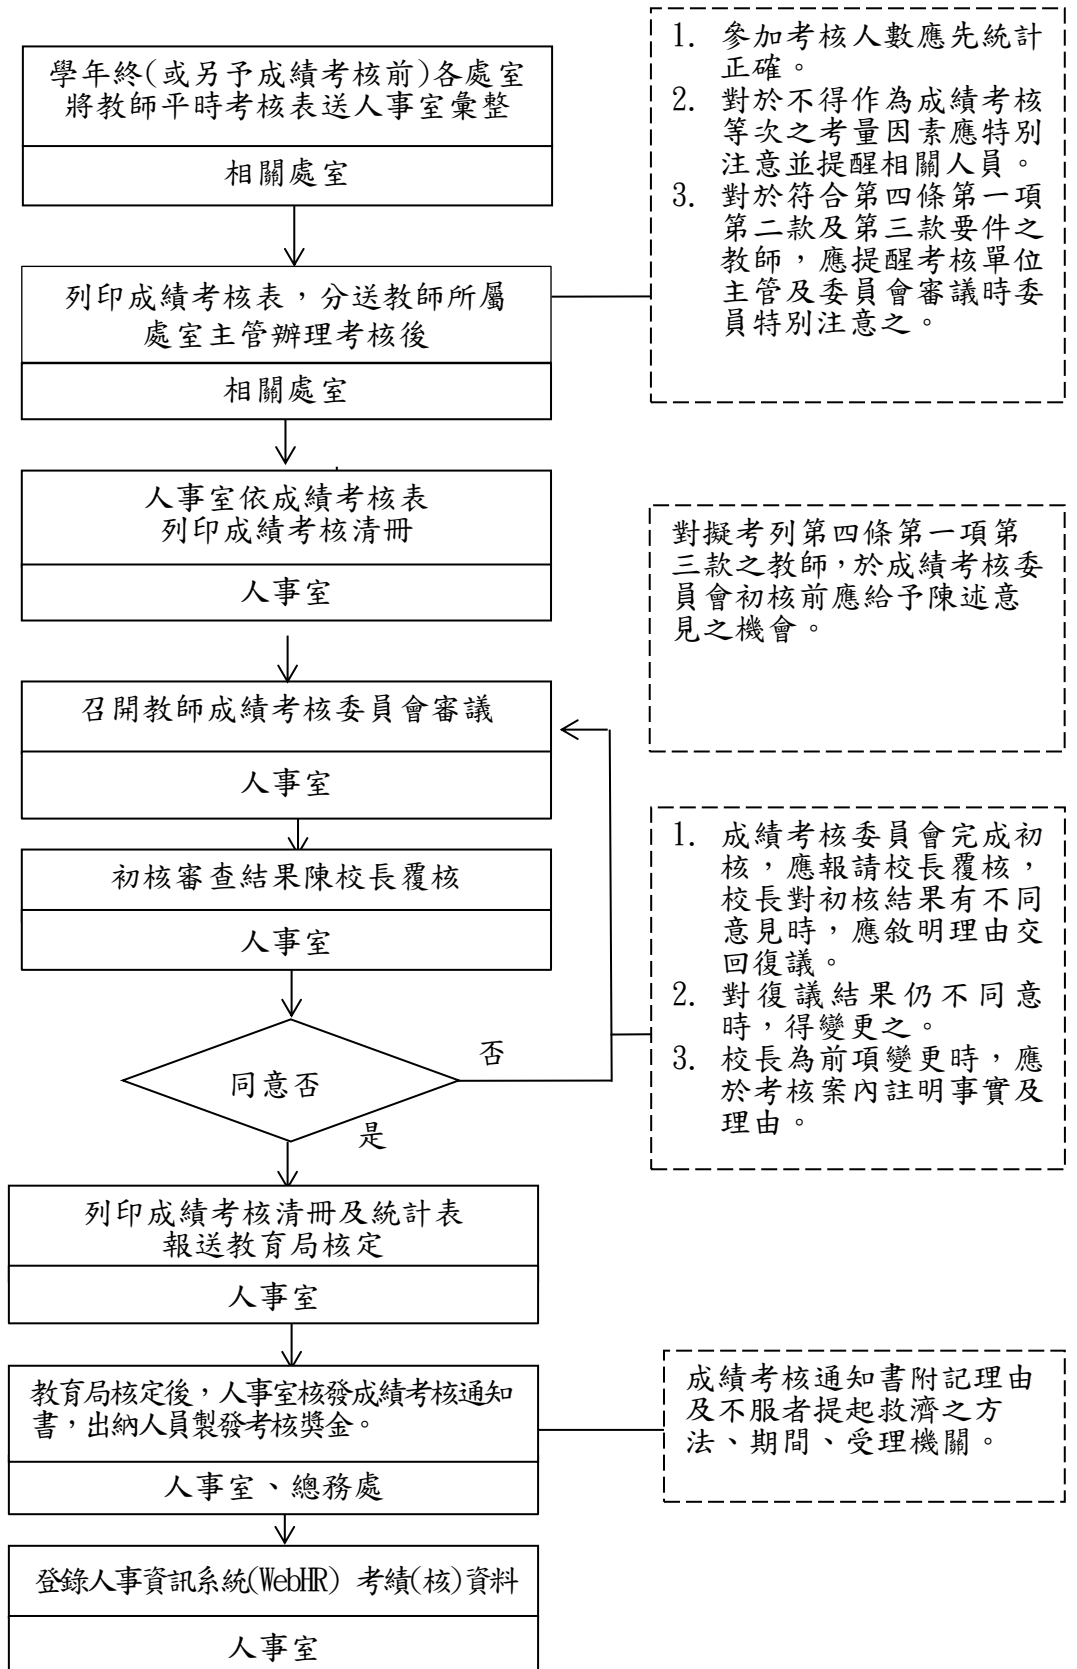 學年終(或另予成績考核前)各處室
將教師平時考核表送人事室彙整
相關處室
1. 參加考核人數應先統計
正確。
2. 對於不得作為成績考核
等次之考量因素應特別
注意並提醒相關人員。
3. 對於符合第四條第一項
第二款及第三款要件之
教師，應提醒考核單位
主管及委員會審議時委
員特別注意之。
列印成績考核表，分送教師所屬
處室主管辦理考核後
相關處室
人事室依成績考核表
列印成績考核清冊
人事室
對擬考列第四條第一項第
三款之教師，於成績考核委
員會初核前應給予陳述意
見之機會。
召開教師成績考核委員會審議
人事室
初核審查結果陳校長覆核
人事室
1. 成績考核委員會完成初
核，應報請校長覆核，
校長對初核結果有不同
意見時，應敘明理由交
回復議。
2. 對復議結果仍不同意
時，得變更之。
3. 校長為前項變更時，應
於考核案內註明事實及
理由。
同意否
否
是
列印成績考核清冊及統計表
報送教育局核定
人事室
教育局核定後，人事室核發成績考核通知
書，出納人員製發考核獎金。
人事室、總務處
成績考核通知書附記理由
及不服者提起救濟之方
法、期間、受理機關。
登錄人事資訊系統(WebHR) 考績(核)資料
人事室